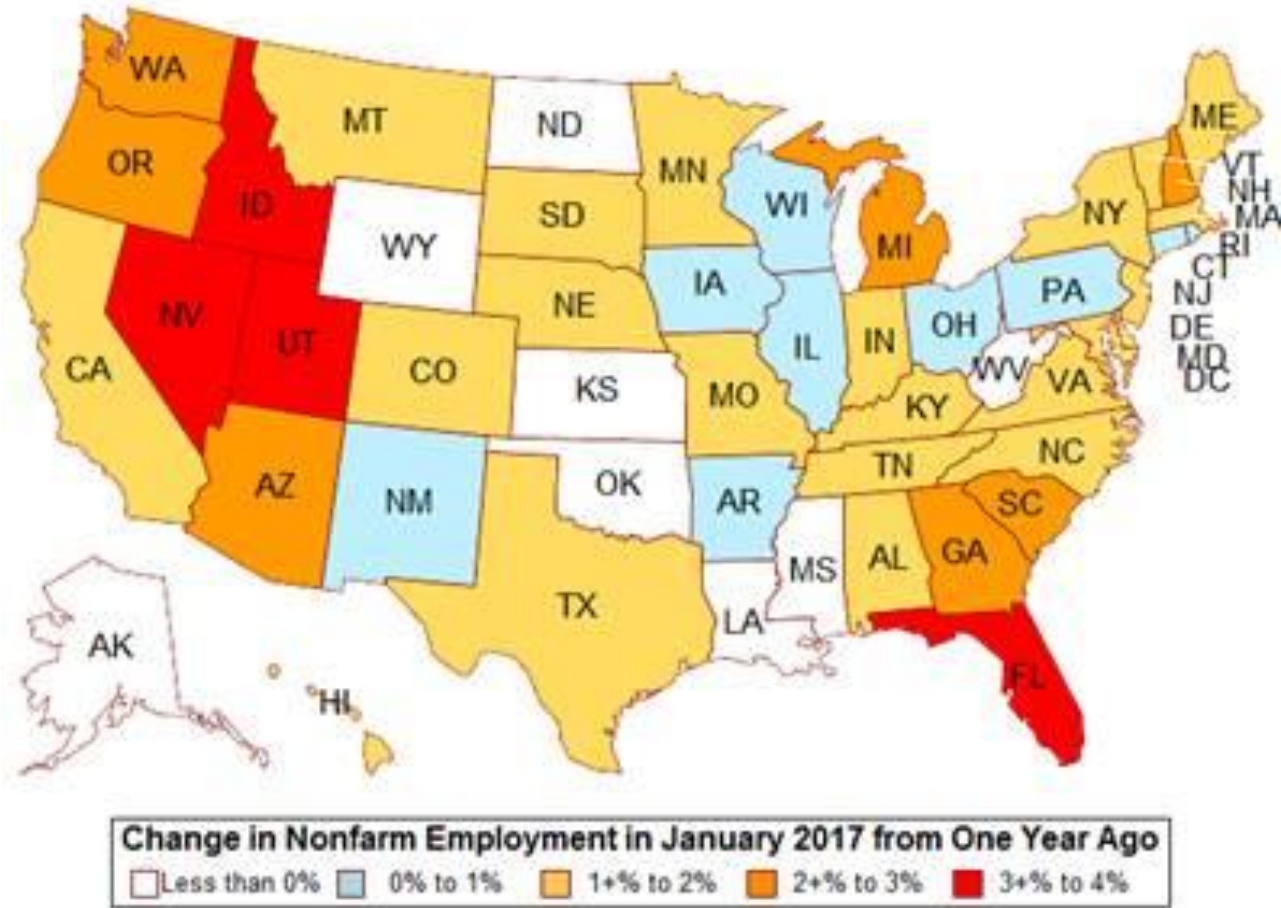 WA
MT
ND
MN
ME
OR
VT
ID
SD
WI
NH
NY
MA
WY
MI
RI
CT
IA
PA
NE
NJ
NV
OH
DE
UT
IL
IN
CA
CO
WV
MD
VA
DC
KS
MO
KY
NC
TN
AZ
NM
OK
AR
SC
GA
AL
MS
TX
LA
AK
FL
HI
Change in Nonfarm Employment in January 2017 from One Year Ago
Less than 0% 0% to 1% 1+% to 2% 2+% to 3% 3+% to 4%